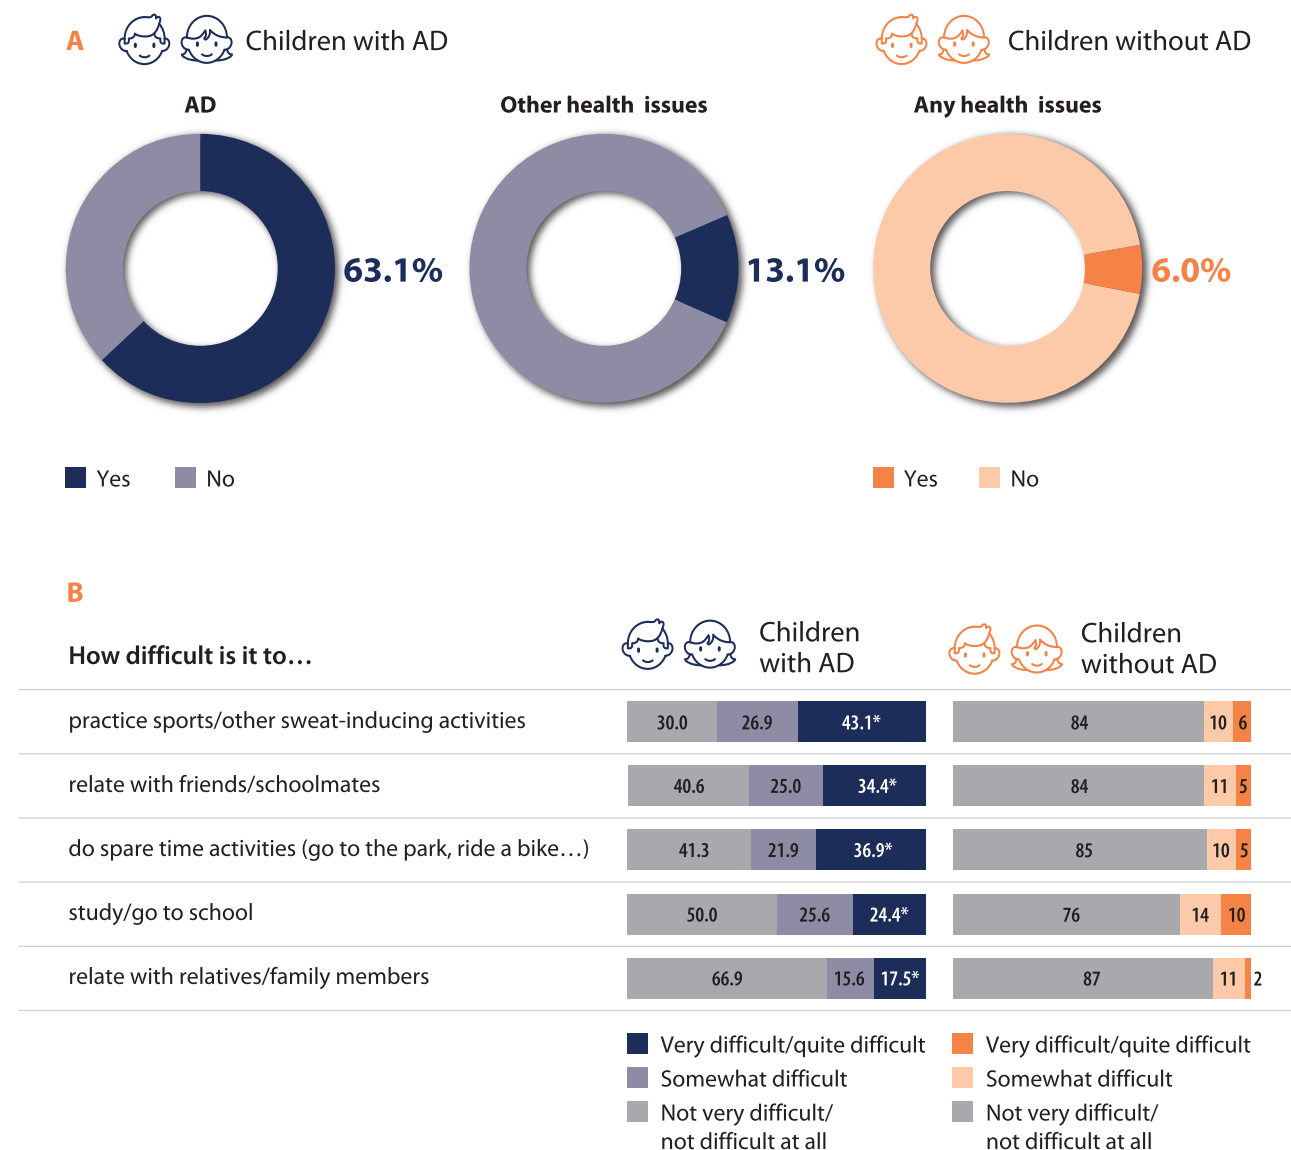 A
Children with AD
Children without AD
AD
Other health issues
Any health issues
63.1%
13.1%
6.0%
Yes
No
Yes
No
B
How difficult is it to...
Children
with AD
Children
without AD
practice sports/other sweat-inducing activities
30.0 26.9 43.1* 84 10 6
relate with friends/schoolmates
40.6 25.0 34.4* 84 11 5
do spare time activities (go to the park, ride a bike...)
41.3 21.9 36.9* 85 10 5
study/go to school
50.0 25.6 24.4* 76 14 10
relate with relatives/family members
66.9 15.6 17.5* 87 11 2
Very difficult/quite difficult
Somewhat difficult
Not very difficult/
not difficult at all
Very difficult/quite difficult
Somewhat difficult
Not very difficult/
not difficult at all